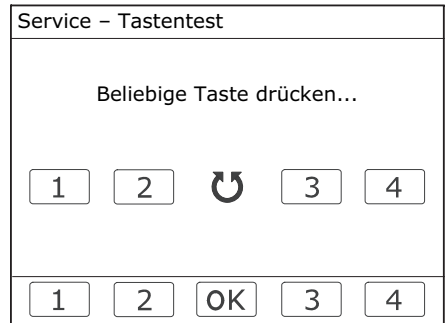 Service – Tastentest
Beliebige Taste drücken...
1 2 3 4
1 2 OK 3 4